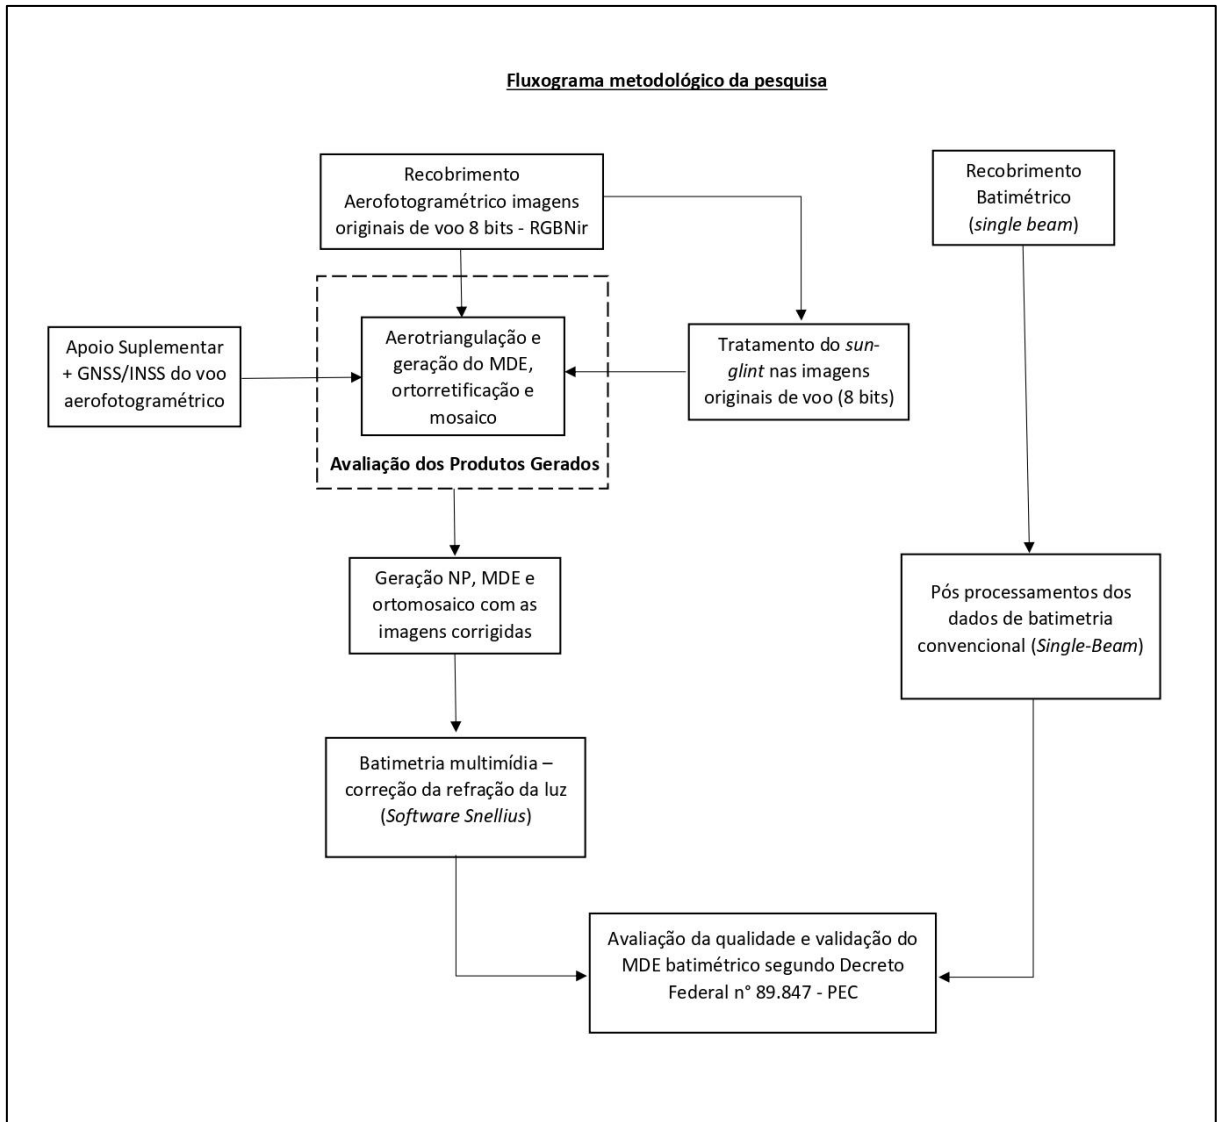 Fluxograma metodológico da pesquisa
Recobrimento
Aerofotogramétrico imagens
originais de voo 8 bits - RGBNir
Recobrimento
Batimétrico
(single beam)
Apoio Suplementar
+ GNSS/INSS do voo
aerofotogramétrico
Aerotriangulação e
geração do MDE,
ortorretificação e
mosaico
Tratamento do sun-
glint nas imagens
originais de voo (8 bits)
Avaliação dos Produtos Gerados
Geração NP, MDE e
ortomosaico com as
imagens corrigidas
Pós processamentos dos
dados de batimetria
convencional (Single-Beam)
Batimetria multimídia –
correção da refração da luz
(Software Snellius)
Avaliação da qualidade e validação do
MDE batimétrico segundo Decreto
Federal n° 89.847 - PEC